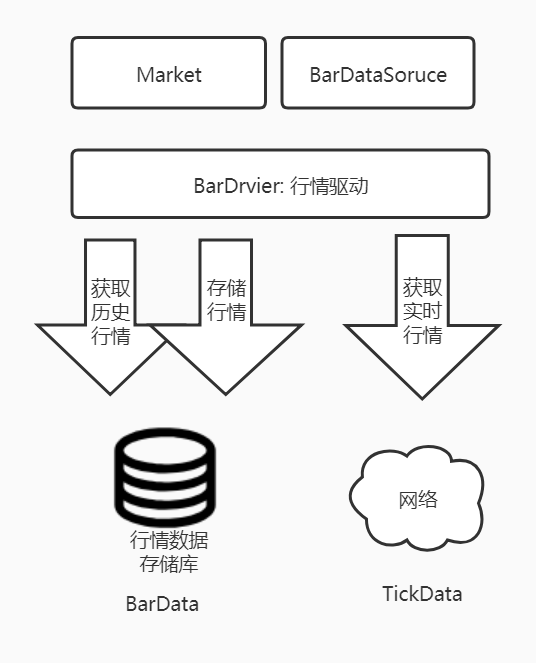 Market
BarDataSoruce
BarDrvier: 行情驱动
获取
历史
行情
存储
行情
获取
实时
行情
行情数据
存储库
BarData
网络
TickData